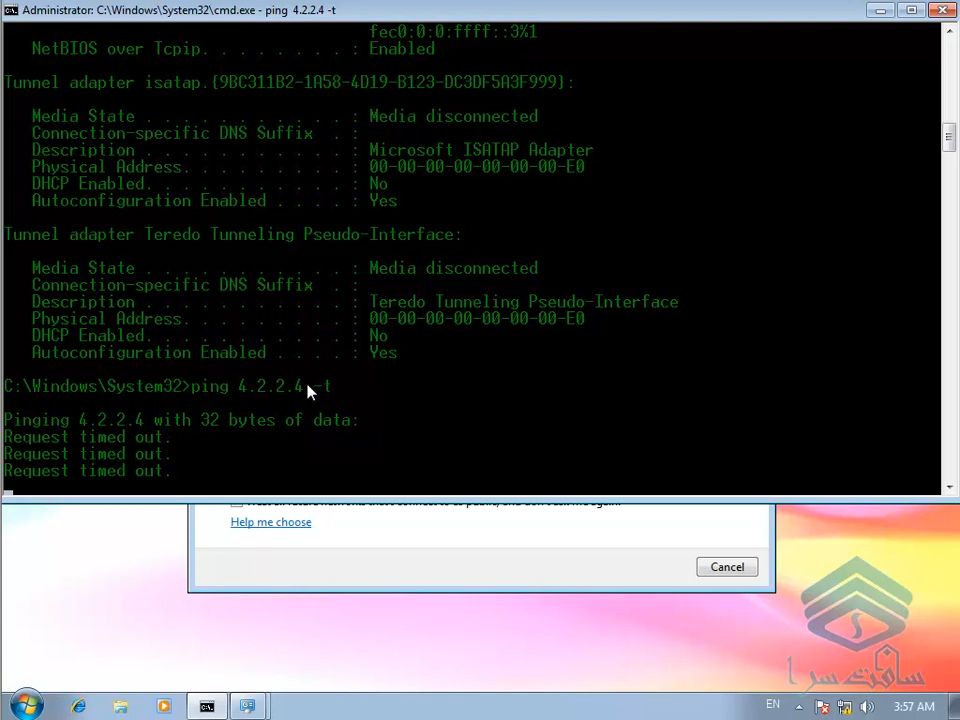 Administrator: C:\Windows\System32\cmd.exe - ping 4.2.2.4 -t
fec0:0:0:ffff::3%1
NetBIOS over Tcpip. . . . . . . . : Enabled
Tunnel adapter isatap.{9BC311B2-1A58-4D19-B123-DC3DF5A3F999}:
Media State . . . . . . . . . . . : Media disconnected
Connection-specific DNS Suffix  . :
Description . . . . . . . . . . . : Microsoft ISATAP Adapter
Physical Address. . . . . . . . . : 00-00-00-00-00-00-00-E0
DHCP Enabled. . . . . . . . . . . : No
Autoconfiguration Enabled . . . . : Yes
Tunnel adapter Teredo Tunneling Pseudo-Interface:
Media State . . . . . . . . . . . : Media disconnected
Connection-specific DNS Suffix  . :
Description . . . . . . . . . . . : Teredo Tunneling Pseudo-Interface
Physical Address. . . . . . . . . : 00-00-00-00-00-00-00-E0
DHCP Enabled. . . . . . . . . . . : No
Autoconfiguration Enabled . . . . : Yes
C:\Windows\System32>ping 4.2.2.4 -t
Pinging 4.2.2.4 with 32 bytes of data:
Request timed out.
Request timed out.
Request timed out.
Help me choose
Cancel
سافت سرا
EN
3:57 AM